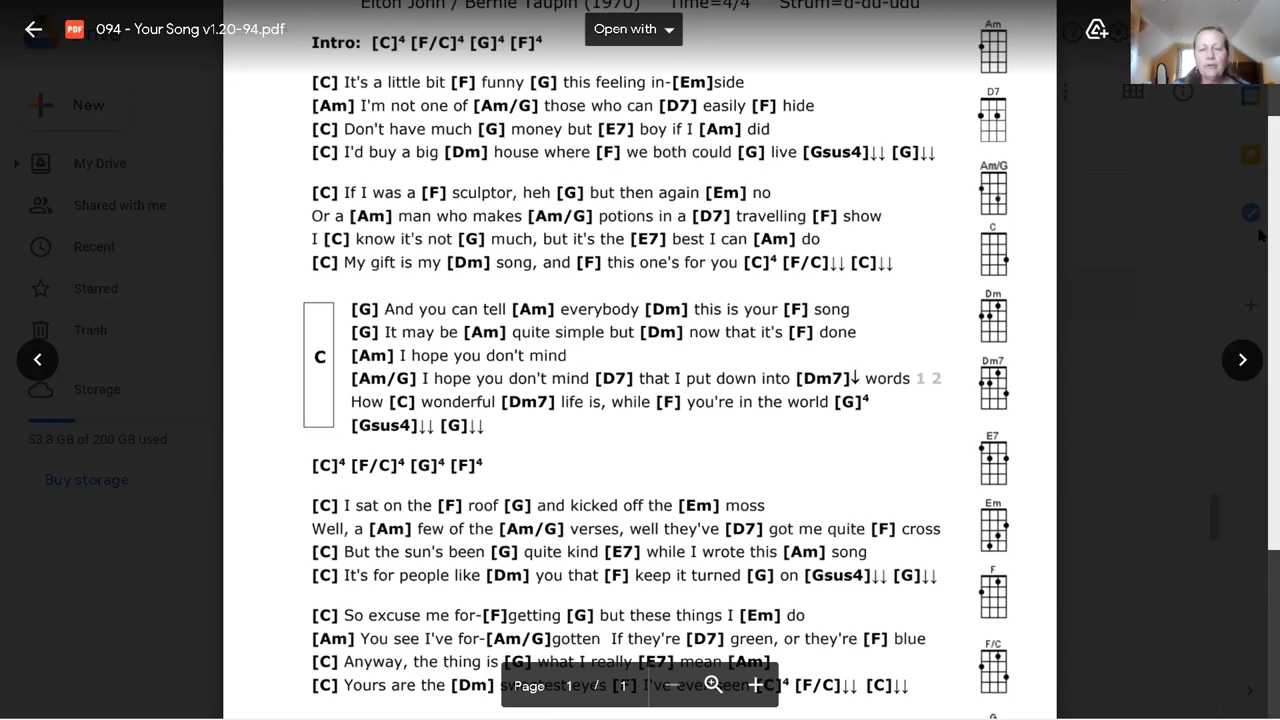 Elton John / Bernie Taupin (1970) Time=4/4 Strum=d-du-udu
094 - Your Song v1.20-94.pdf
PDF
Open with
Intro: [C]⁴ [F/C]⁴ [G]⁴ [F]⁴
[C] It's a little bit [F] funny [G] this feeling in-[Em]side
[Am] I'm not one of [Am/G] those who can [D7] easily [F] hide
[C] Don't have much [G] money but [E7] boy if I [Am] did
[C] I'd buy a big [Dm] house where [F] we both could [G] live [Gsus4]↓↓ [G]↓↓
[C] If I was a [F] sculptor, heh [G] but then again [Em] no
Or a [Am] man who makes [Am/G] potions in a [D7] travelling [F] show
I [C] know it's not [G] much, but it's the [E7] best I can [Am] do
[C] My gift is my [Dm] song, and [F] this one's for you [C]⁴ [F/C]↓↓ [C]↓↓
C
[G] And you can tell [Am] everybody [Dm] this is your [F] song
[G] It may be [Am] quite simple but [Dm] now that it's [F] done
[Am] I hope you don't mind
[Am/G] I hope you don't mind [D7] that I put down into [Dm7]↓ words 1 2
How [C] wonderful [Dm7] life is, while [F] you're in the world [G]⁴
[Gsus4]↓↓ [G]↓↓
[C]⁴ [F/C]⁴ [G]⁴ [F]⁴
[C] I sat on the [F] roof [G] and kicked off the [Em] moss
Well, a [Am] few of the [Am/G] verses, well they've [D7] got me quite [F] cross
[C] But the sun's been [G] quite kind [E7] while I wrote this [Am] song
[C] It's for people like [Dm] you that [F] keep it turned [G] on [Gsus4]↓↓ [G]↓↓
[C] So excuse me for-[F]getting [G] but these things I [Em] do
[Am] You see I've for-[Am/G]gotten If they're [D7] green, or they're [F] blue
[C] Anyway, the thing is [G] what I really [E7] mean [Am]
[C] Yours are the [Dm] sweetest eyes [F] I've ever seen [C]⁴ [F/C]↓↓ [C]↓↓
Page 1 / 1
Am
D7
Am/G
C
Dm
Dm7
E7
Em
F
F/C
G
New
My Drive
Shared with me
Recent
Starred
Trash
Storage
53.8 GB of 200 GB used
Buy storage